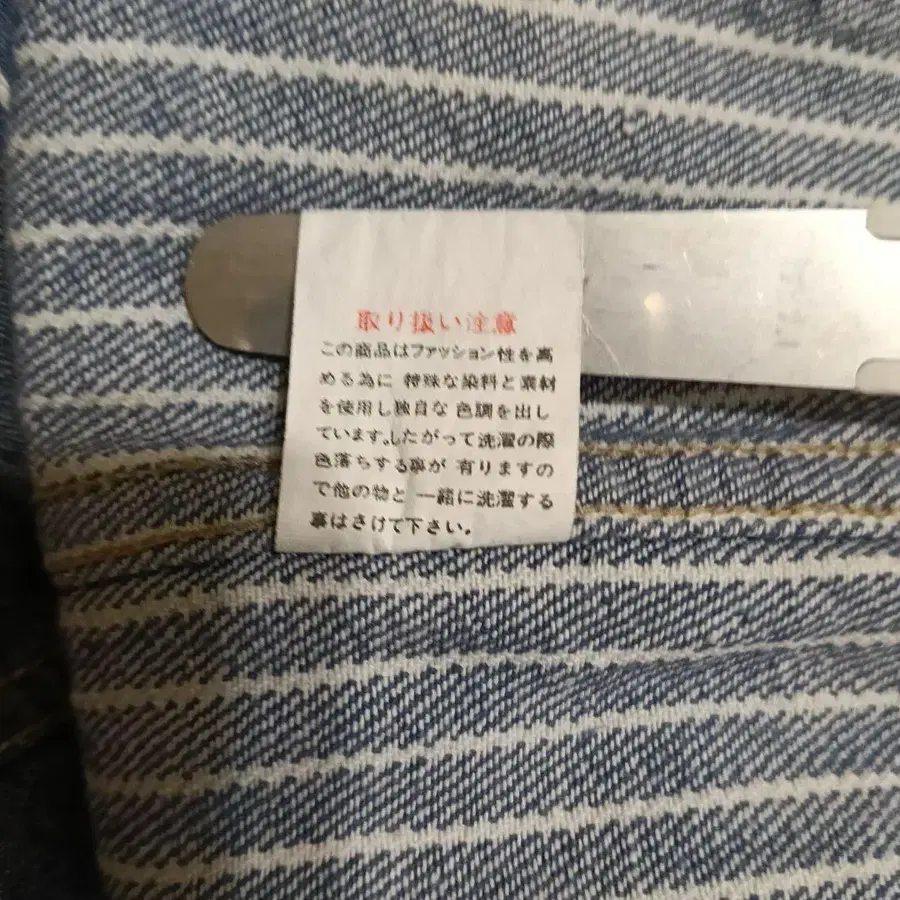 取り扱い注意
この商品はファッション性を高
める為に 特殊な染料と素材
を使用し独自な 色調を出し
ています｡したがって洗濯の際
色落ちする事が 有りますの
で他の物と 一緒に洗濯する
事はさけて下さい。